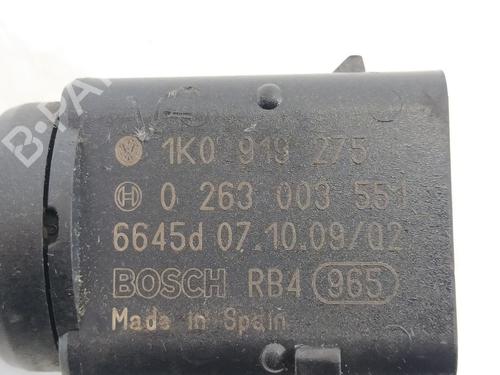 1K0 919 275
0 263 003 551
6645d 07.10.09/02
BOSCH RB4 965
Made in Spain